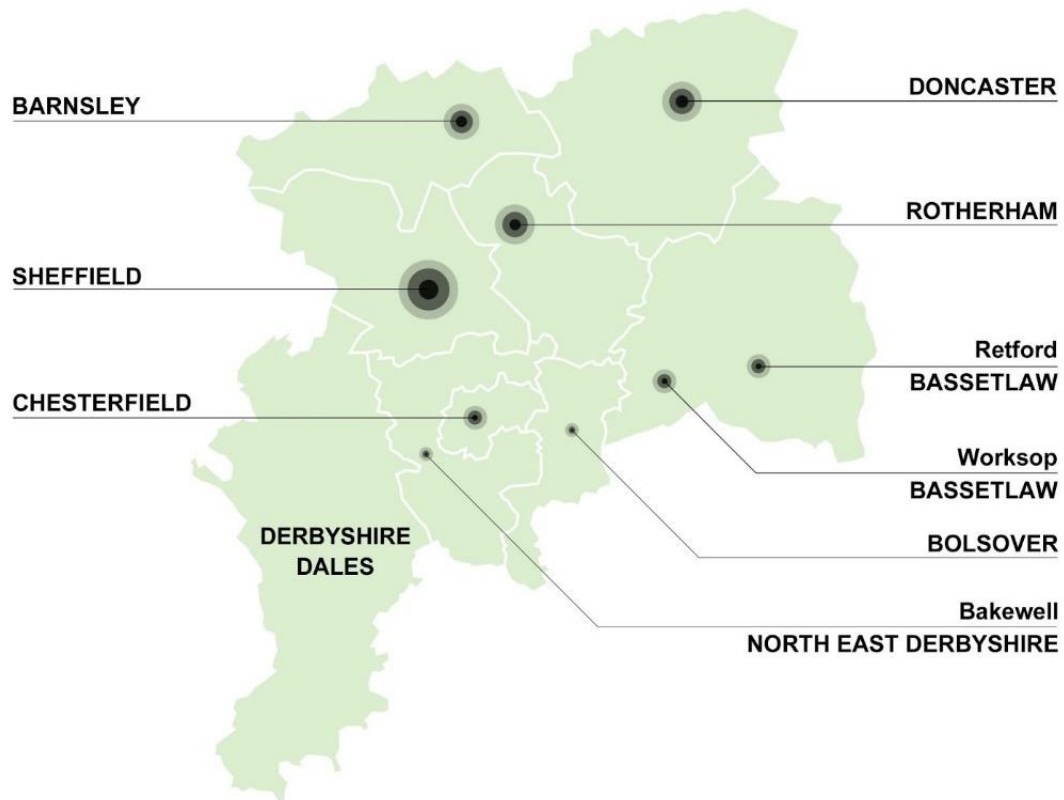 BARNSLEY
DONCASTER
ROTHERHAM
SHEFFIELD
Retford
BASSETLAW
CHESTERFIELD
Worksop
BASSETLAW
DERBYSHIRE
DALES
BOLSOVER
Bakewell
NORTH EAST DERBYSHIRE